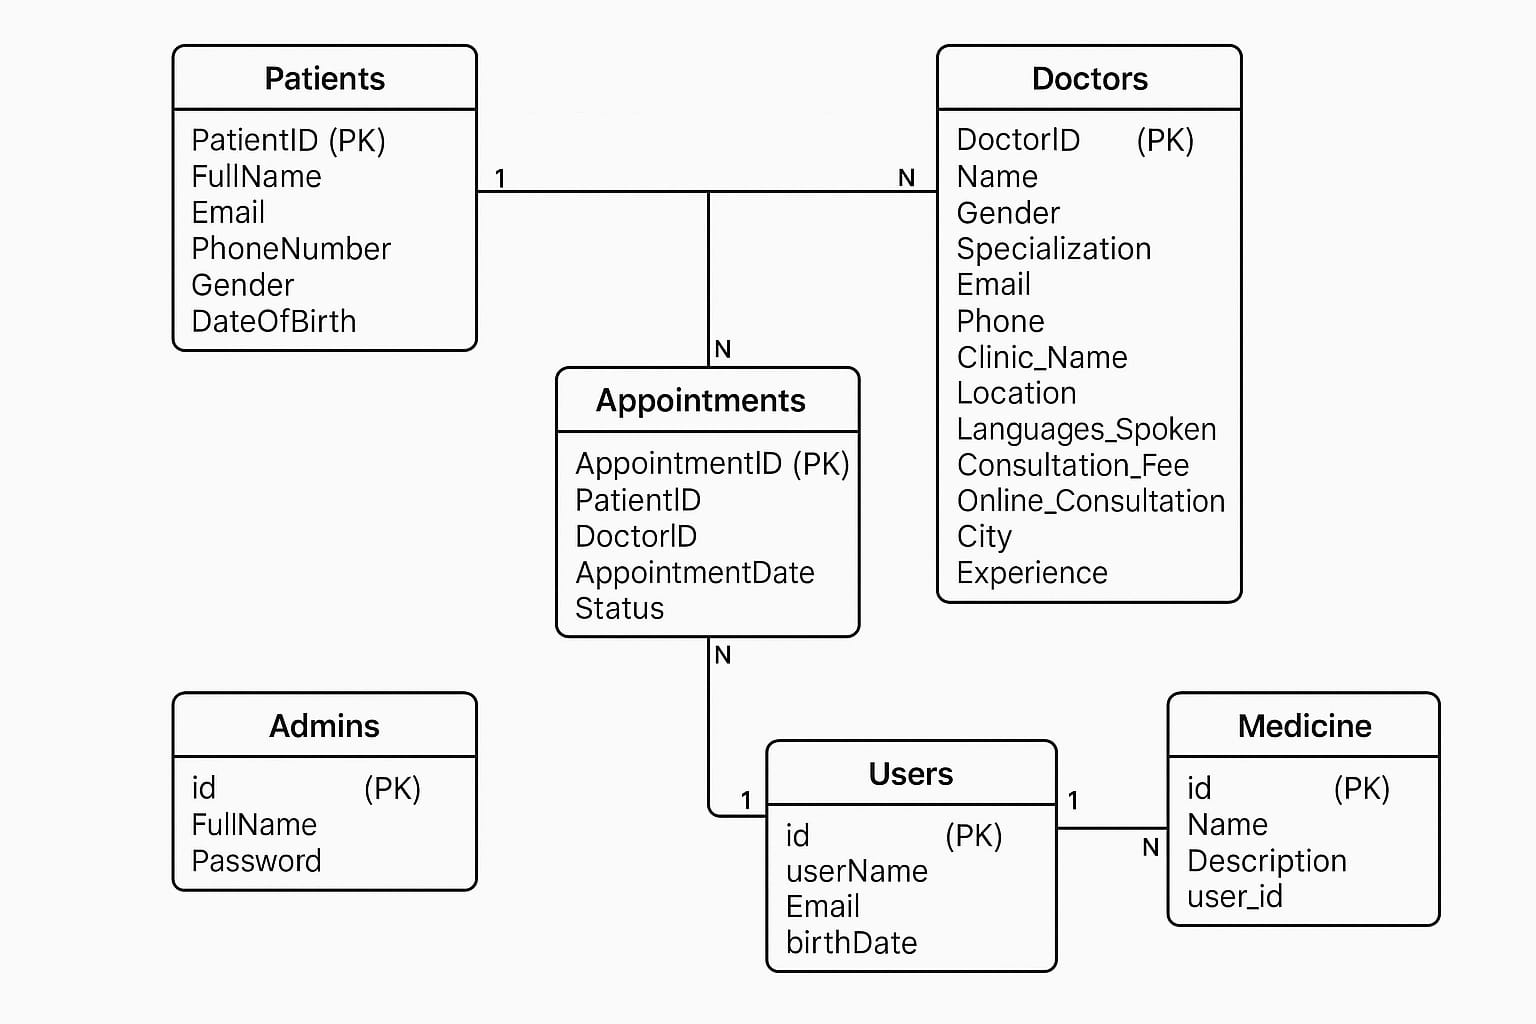 Patients
PatientID (PK)
FullName
Email
PhoneNumber
Gender
DateOfBirth
1
N
Doctors
DoctorID (PK)
Name
Gender
Specialization
Email
Phone
Clinic_Name
Location
Languages_Spoken
Consultation_Fee
Online_Consultation
City
Experience
N
Appointments
AppointmentID (PK)
PatientID
DoctorID
AppointmentDate
Status
N
Admins
id (PK)
FullName
Password
1
Users
id (PK)
userName
Email
birthDate
1
N
Medicine
id (PK)
Name
Description
user_id